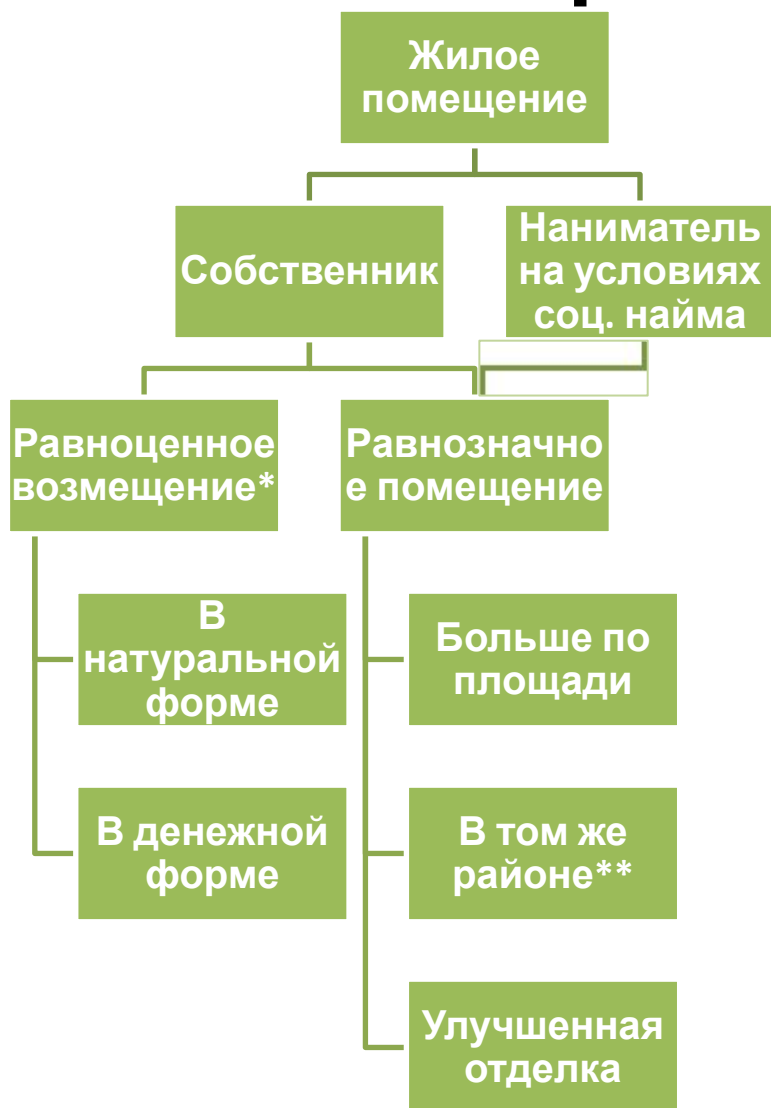 Жилое
помещение
Собственник
Наниматель
на условиях
соц. найма
Равноценное
возмещение*
Равнозначно
е помещение
В
натуральной
форме
Больше по
площади
В денежной
форме
В том же
районе**
Улучшенная
отделка